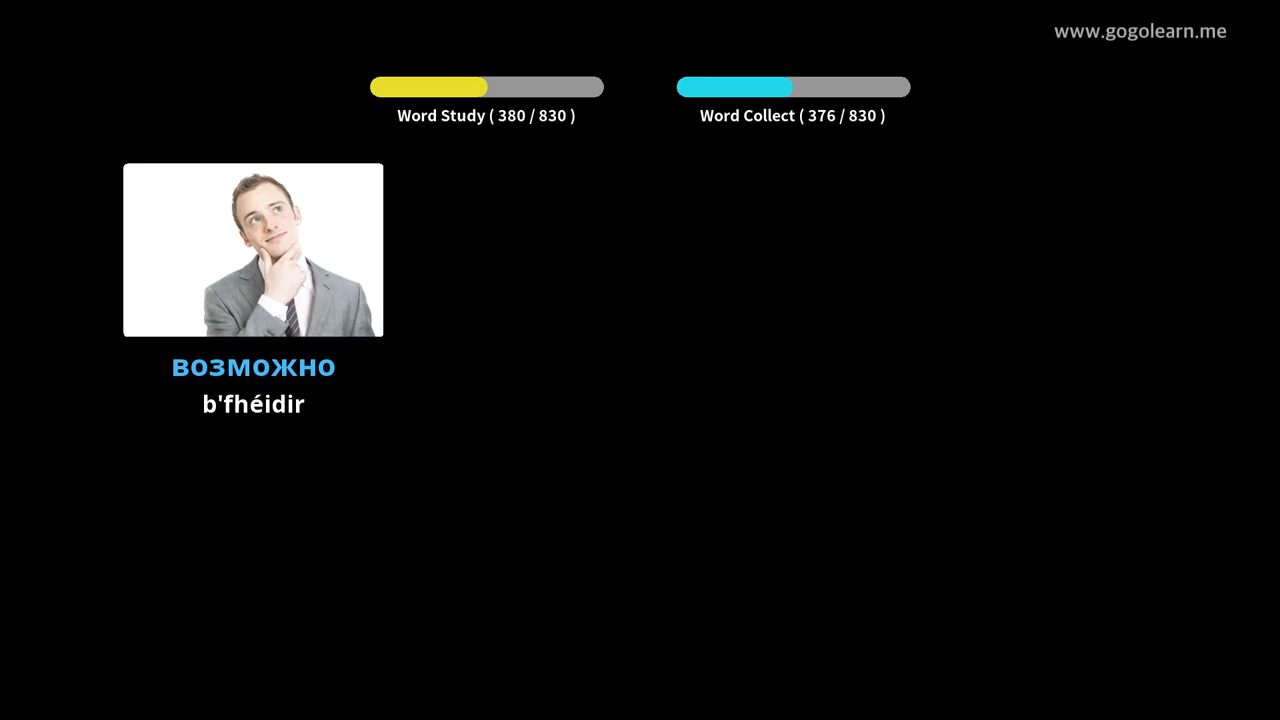 www.gogolearn.me
Word Study ( 380 / 830 )
Word Collect ( 376 / 830 )
возможно
b'fhéidir